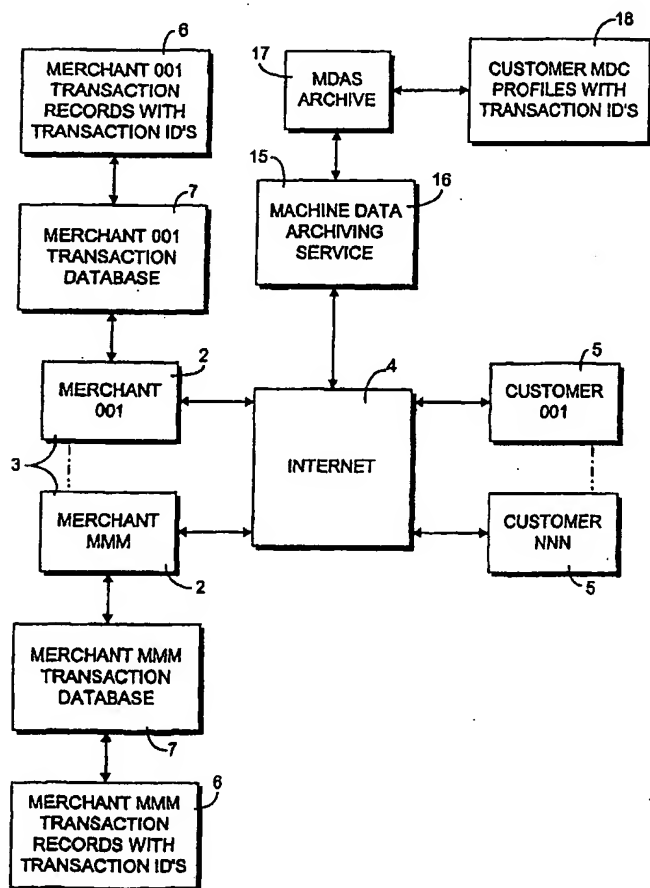 6
MERCHANT 001
TRANSACTION
RECORDS WITH
TRANSACTION ID'S
17
MDAS
ARCHIVE
18
CUSTOMER MDC
PROFILES WITH
TRANSACTION ID'S
7
MERCHANT 001
TRANSACTION
DATABASE
15
16
MACHINE DATA
ARCHIVING
SERVICE
2
MERCHANT
001
4
INTERNET
5
CUSTOMER
001
3
MERCHANT
MMM
2
CUSTOMER
NNN
5
MERCHANT MMM
TRANSACTION
DATABASE
7
6
MERCHANT MMM
TRANSACTION
RECORDS WITH
TRANSACTION ID'S